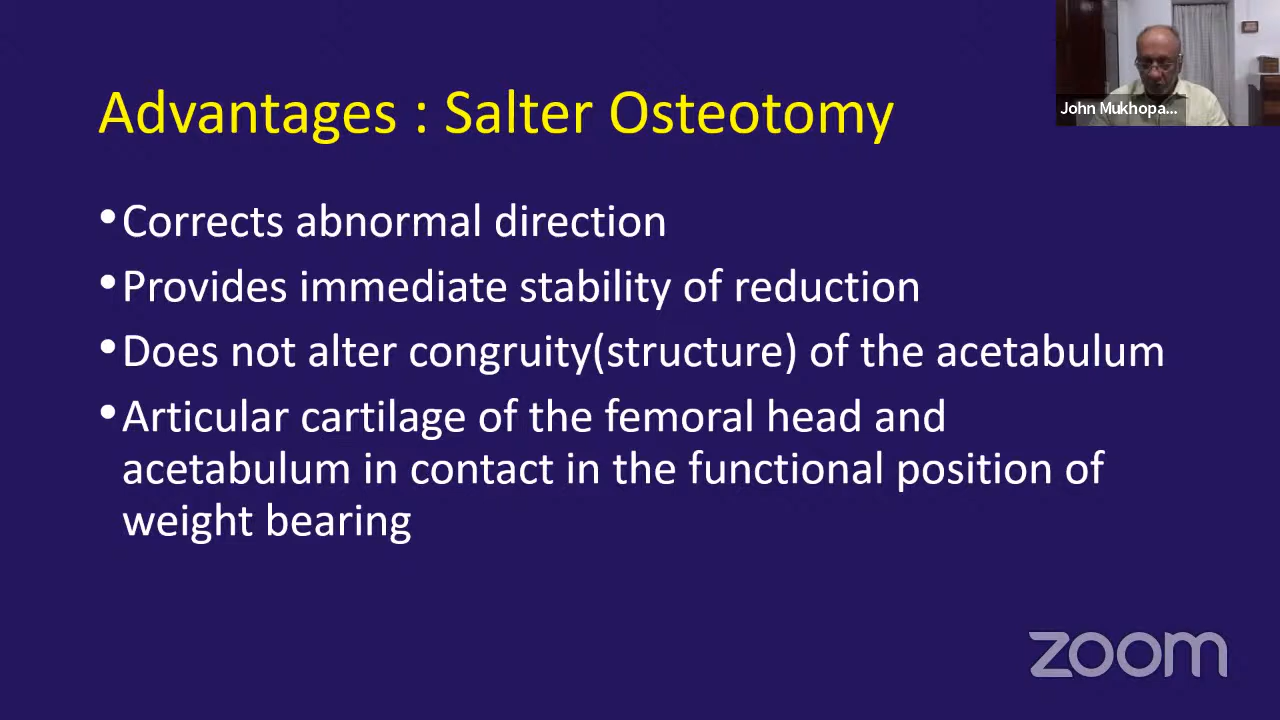 John Mukhopa...
Advantages : Salter Osteotomy
•Corrects abnormal direction
•Provides immediate stability of reduction
•Does not alter congruity(structure) of the acetabulum
•Articular cartilage of the femoral head and
acetabulum in contact in the functional position of
weight bearing
zoom